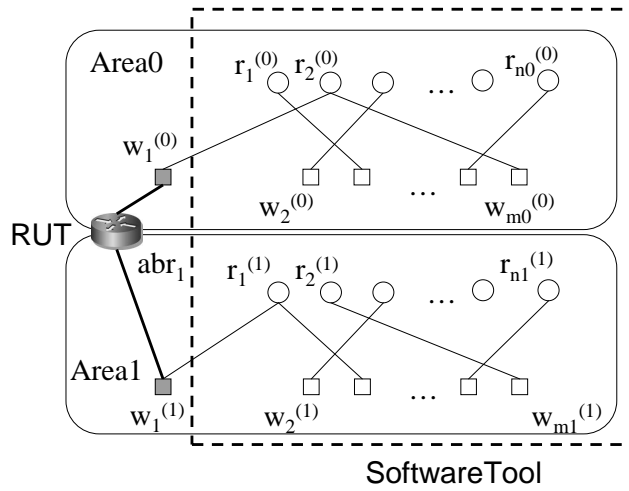 Area0
r₁⁽⁰⁾ r₂⁽⁰⁾ … rₙ₀⁽⁰⁾
w₁⁽⁰⁾
…
w₂⁽⁰⁾ wₘ₀⁽⁰⁾
RUT
abr₁
r₁⁽¹⁾ r₂⁽¹⁾ … rₙ₁⁽¹⁾
Area1
…
w₁⁽¹⁾ w₂⁽¹⁾ wₘ₁⁽¹⁾
SoftwareTool